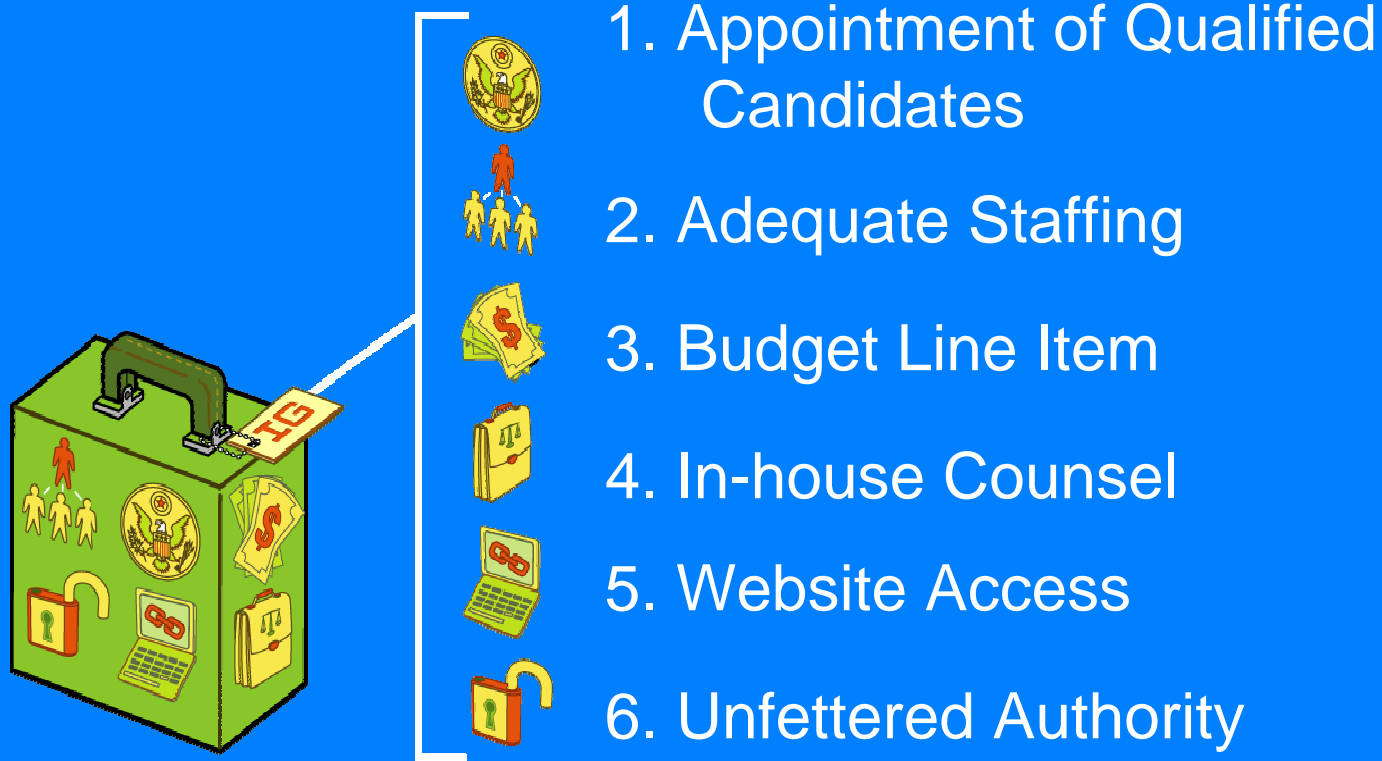 1. Appointment of Qualified
Candidates
2. Adequate Staffing
3. Budget Line Item
4. In-house Counsel
5. Website Access
6. Unfettered Authority
IG
$
$